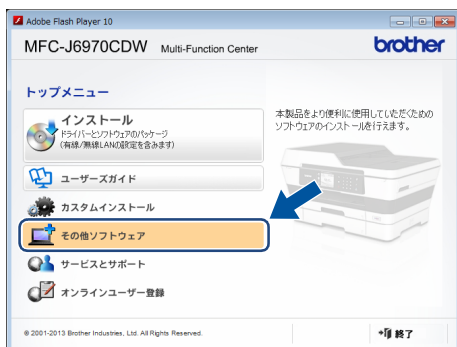 Adobe Flash Player 10
MFC-J6970CDW Multi-Function Center
brother
トップメニュー
インストール
ドライバーとソフトウェアのパッケージ
(有線/無線LANの設定を含みます)
本製品をより便利に使用していただくための
ソフトウェアのインストールを行えます。
ユーザーズガイド
カスタムインストール
その他ソフトウェア
サービスとサポート
オンラインユーザー登録
© 2001-2013 Brother Industries, Ltd. All Rights Reserved.
終了